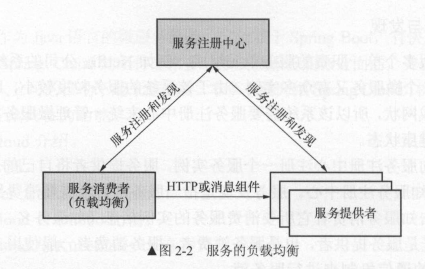 服务注册中心
服务注册和发现
服务注册和发现
服务消费者
(负载均衡)
HTTP或消息组件
服务提供者
▲图 2-2 服务的负载均衡